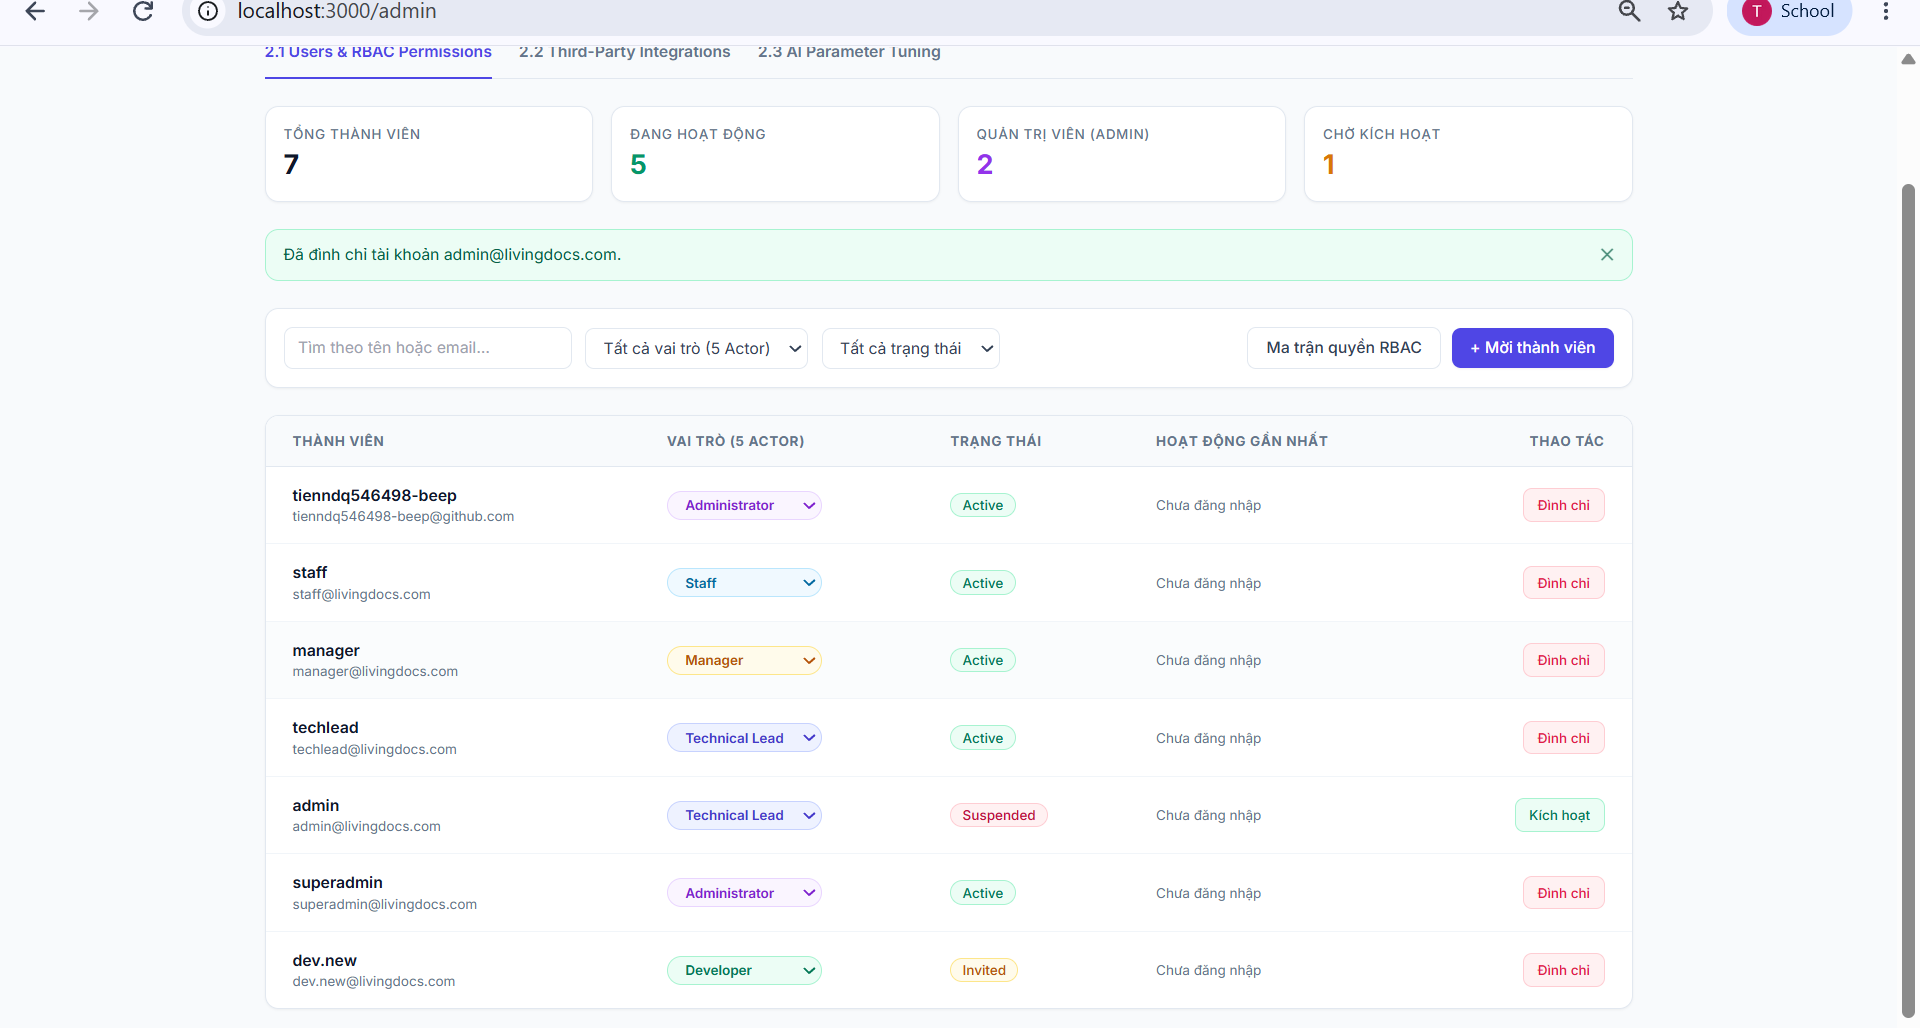 localhost:3000/admin
School
T
2.1 Users & RBAC Permissions
2.2 Third-Party Integrations
2.3 AI Parameter Tuning
TỔNG THÀNH VIÊN
7
ĐANG HOẠT ĐỘNG
5
QUẢN TRỊ VIÊN (ADMIN)
2
CHỜ KÍCH HOẠT
1
Đã đình chỉ tài khoản admin@livingdocs.com.
Tìm theo tên hoặc email...
Tất cả vai trò (5 Actor)
Tất cả trạng thái
Ma trận quyền RBAC
+ Mời thành viên
THÀNH VIÊN
VAI TRÒ (5 ACTOR)
TRẠNG THÁI
HOẠT ĐỘNG GẦN NHẤT
THAO TÁC
tienndq546498-beep
tienndq546498-beep@github.com
Administrator
Active
Chưa đăng nhập
Đình chỉ
staff
staff@livingdocs.com
Staff
Active
Chưa đăng nhập
Đình chỉ
manager
manager@livingdocs.com
Manager
Active
Chưa đăng nhập
Đình chỉ
techlead
techlead@livingdocs.com
Technical Lead
Active
Chưa đăng nhập
Đình chỉ
admin
admin@livingdocs.com
Technical Lead
Suspended
Chưa đăng nhập
Kích hoạt
superadmin
superadmin@livingdocs.com
Administrator
Active
Chưa đăng nhập
Đình chỉ
dev.new
dev.new@livingdocs.com
Developer
Invited
Chưa đăng nhập
Đình chỉ